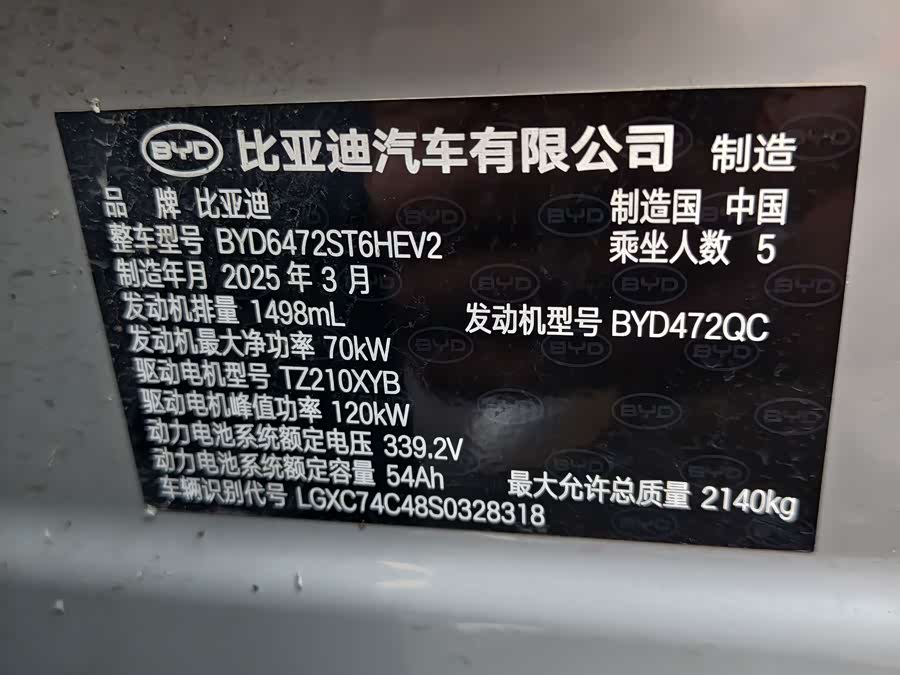 BYD 比亚迪汽车有限公司 制造
品 牌 比亚迪 制造国 中国
整车型号 BYD6472ST6HEV2 乘坐人数 5
制造年月 2025 年 3 月
发动机排量 1498mL 发动机型号 BYD472QC
发动机最大净功率 70kW
驱动电机型号 TZ210XYB
驱动电机峰值功率 120kW
动力电池系统额定电压 339.2V
动力电池系统额定容量 54Ah 最大允许总质量 2140kg
车辆识别代号 LGXC74C48S0328318